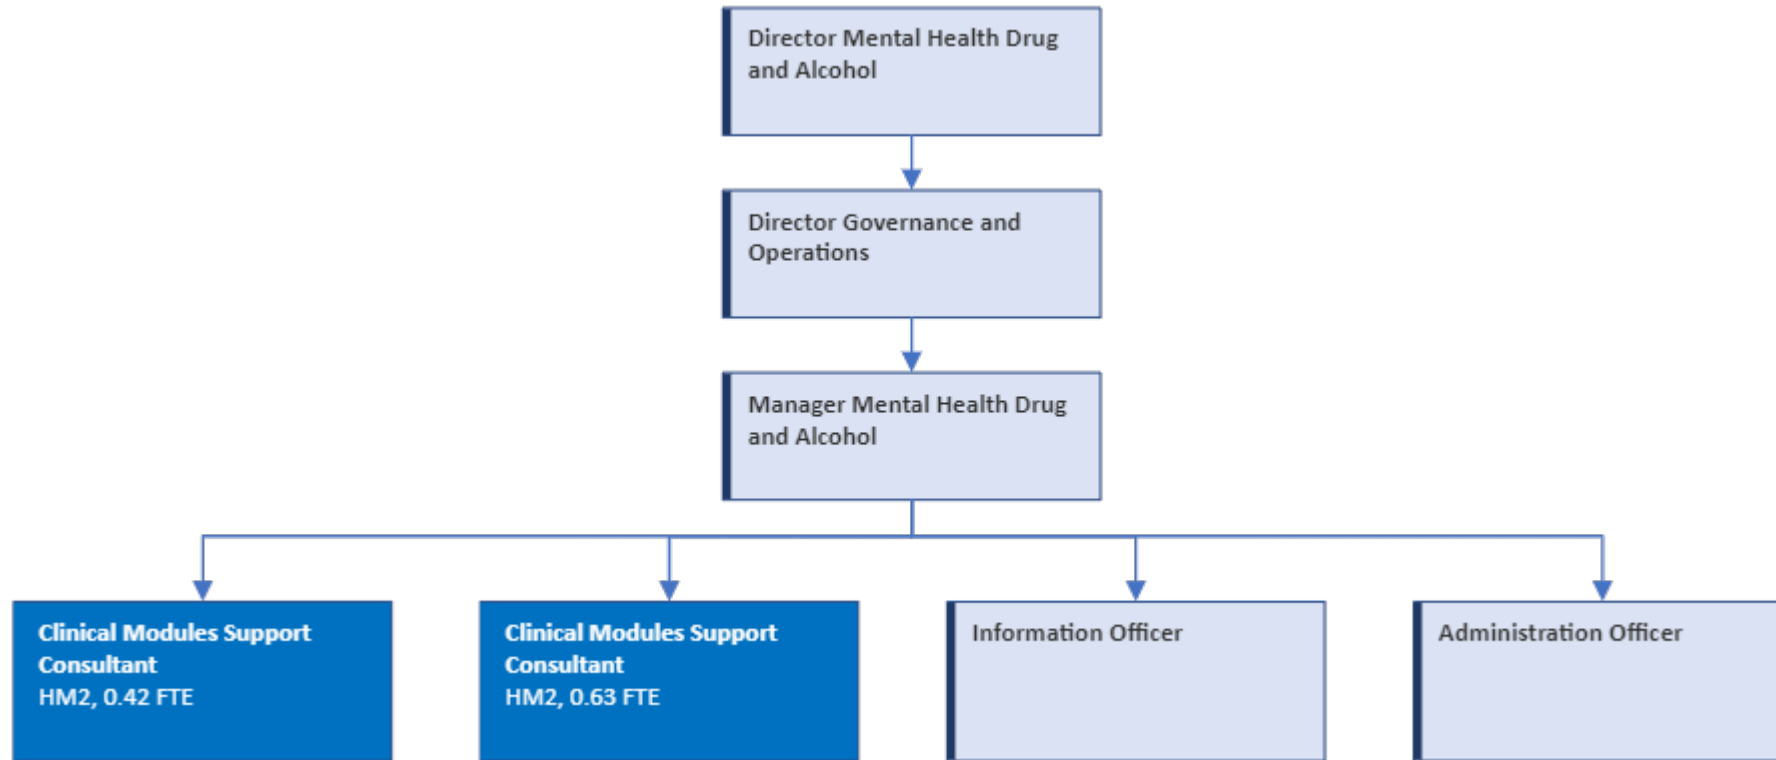 Director Mental Health Drug
and Alcohol
Director Governance and
Operations
Manager Mental Health Drug
and Alcohol
Clinical Modules Support
Consultant
HM2, 0.42 FTE
Clinical Modules Support
Consultant
HM2, 0.63 FTE
Information Officer
Administration Officer